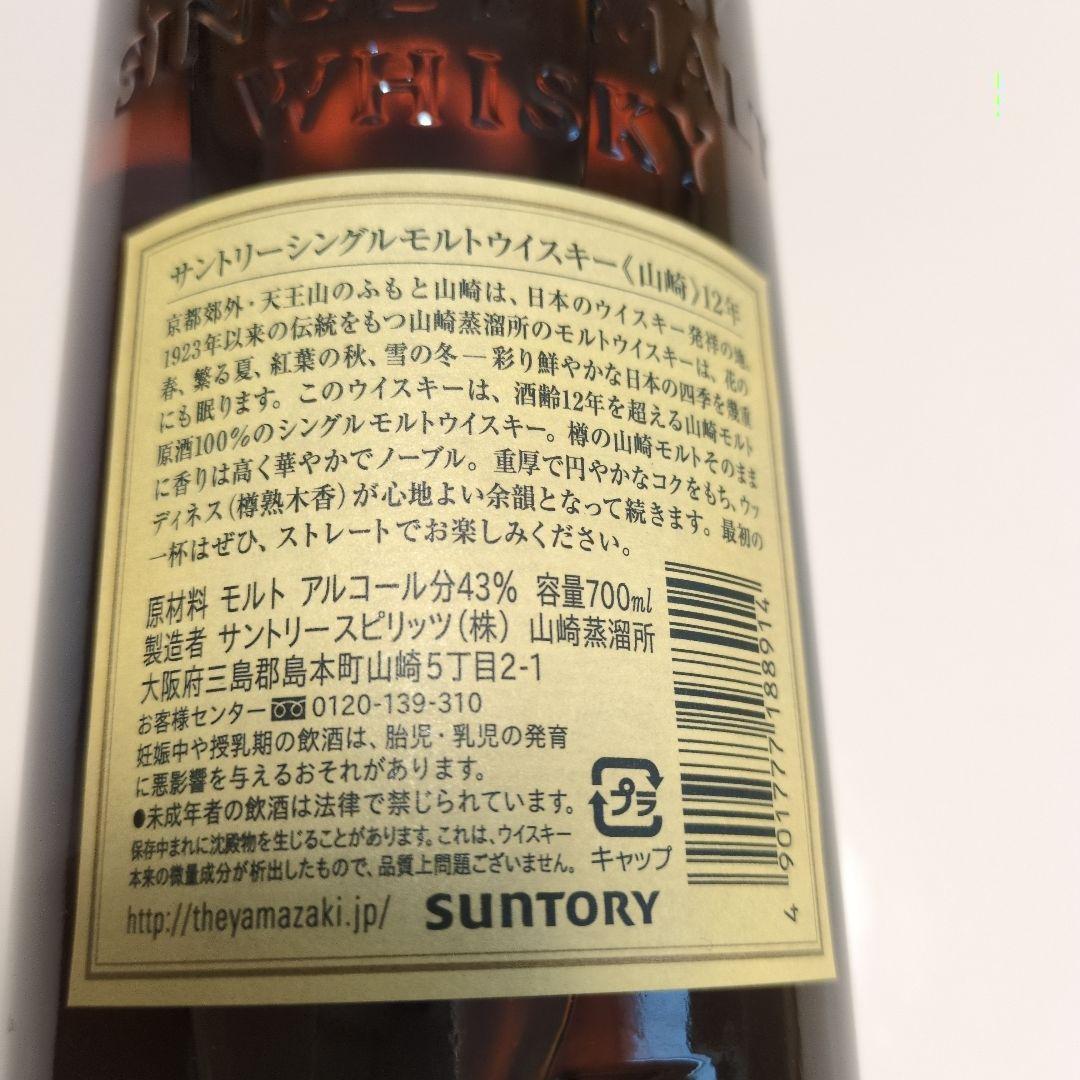 SINGLE MALT
WHISKY
サントリーシングルモルトウイスキー《山崎》12年
京都郊外・天王山のふもと山崎は、日本のウイスキー発祥の地。
1923年以来の伝統をもつ山崎蒸溜所のモルトウイスキーは、花の
春、繁る夏、紅葉の秋、雪の冬―彩り鮮やかな日本の四季を幾重
にも眠ります。このウイスキーは、酒齢12年を超える山崎モルト
原酒100%のシングルモルトウイスキー。樽の山崎モルトそのまま
に香りは高く華やかでノーブル。重厚で円やかなコクをもち、ウッ
ディネス(樽熟木香)が心地よい余韻となって続きます。最初の
一杯はぜひ、ストレートでお楽しみください。
原材料 モルト アルコール分43% 容量700ml
製造者 サントリースピリッツ(株) 山崎蒸溜所
大阪府三島郡島本町山崎5丁目2-1
お客様センター 0120-139-310
妊娠中や授乳期の飲酒は、胎児・乳児の発育
に悪影響を与えるおそれがあります。
●未成年者の飲酒は法律で禁じられています。
保存中まれに沈殿物を生じることがあります。これは、ウイスキー
本来の微量成分が析出したもので、品質上問題ございません。
http://theyamazaki.jp/ SUNTORY
プラ
キャップ
4 901777 188914